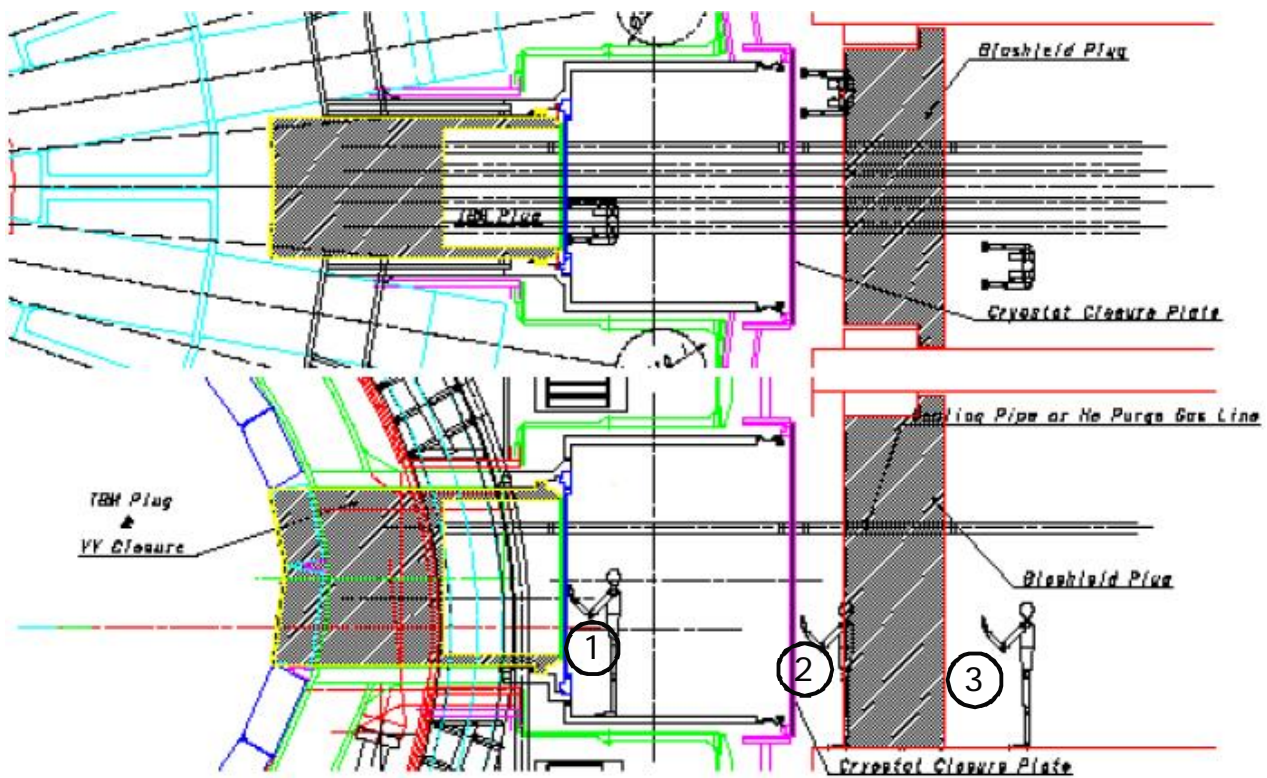 Bioshield Plug
TBM Plug
Cryostat Closure Plate
Cooling Pipe or He Purge Gas Line
TBM Plug
VV Closure
Bioshield Plug
1
2
3
Cryostat Closure Plate